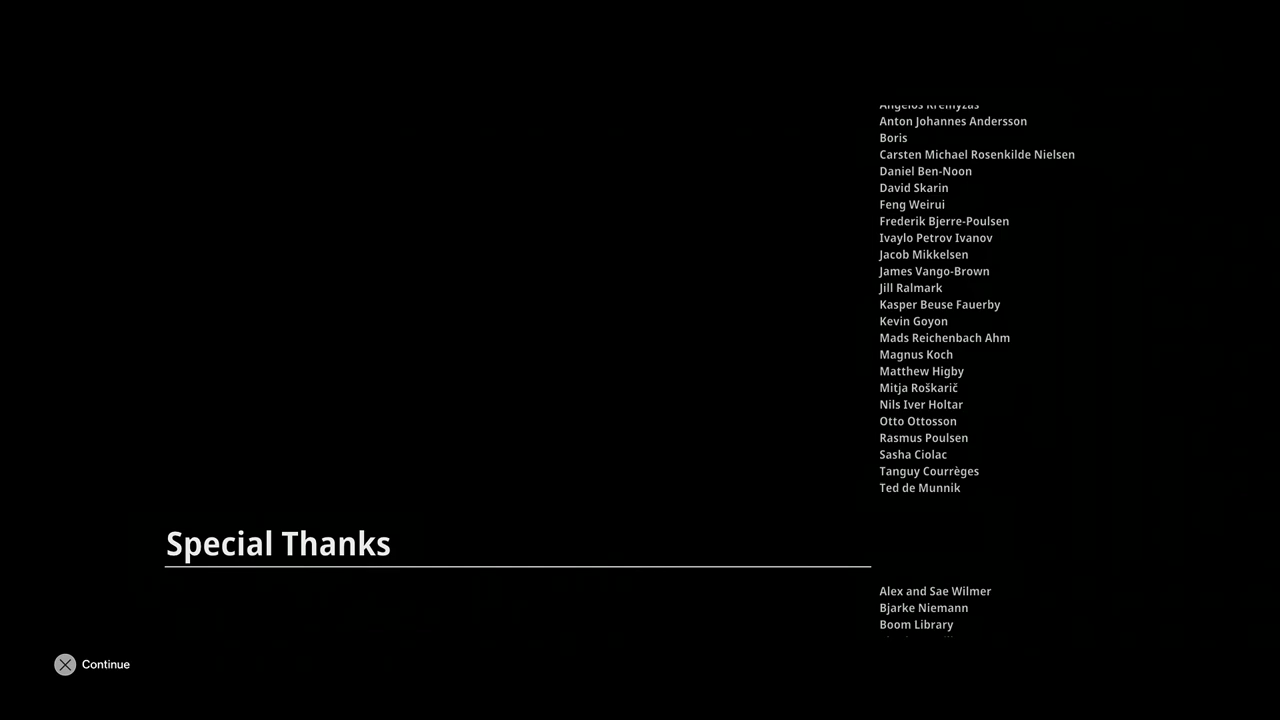 Anton Johannes Andersson
Boris
Carsten Michael Rosenkilde Nielsen
Daniel Ben-Noon
David Skarin
Feng Weirui
Frederik Bjerre-Poulsen
Ivaylo Petrov Ivanov
Jacob Mikkelsen
James Vango-Brown
Jill Ralmark
Kasper Beuse Fauerby
Kevin Goyon
Mads Reichenbach Ahm
Magnus Koch
Matthew Higby
Mitja Roškarič
Nils Iver Holtar
Otto Ottosson
Rasmus Poulsen
Sasha Ciolac
Tanguy Courrèges
Ted de Munnik
Special Thanks
Alex and Sae Wilmer
Bjarke Niemann
Boom Library
Continue